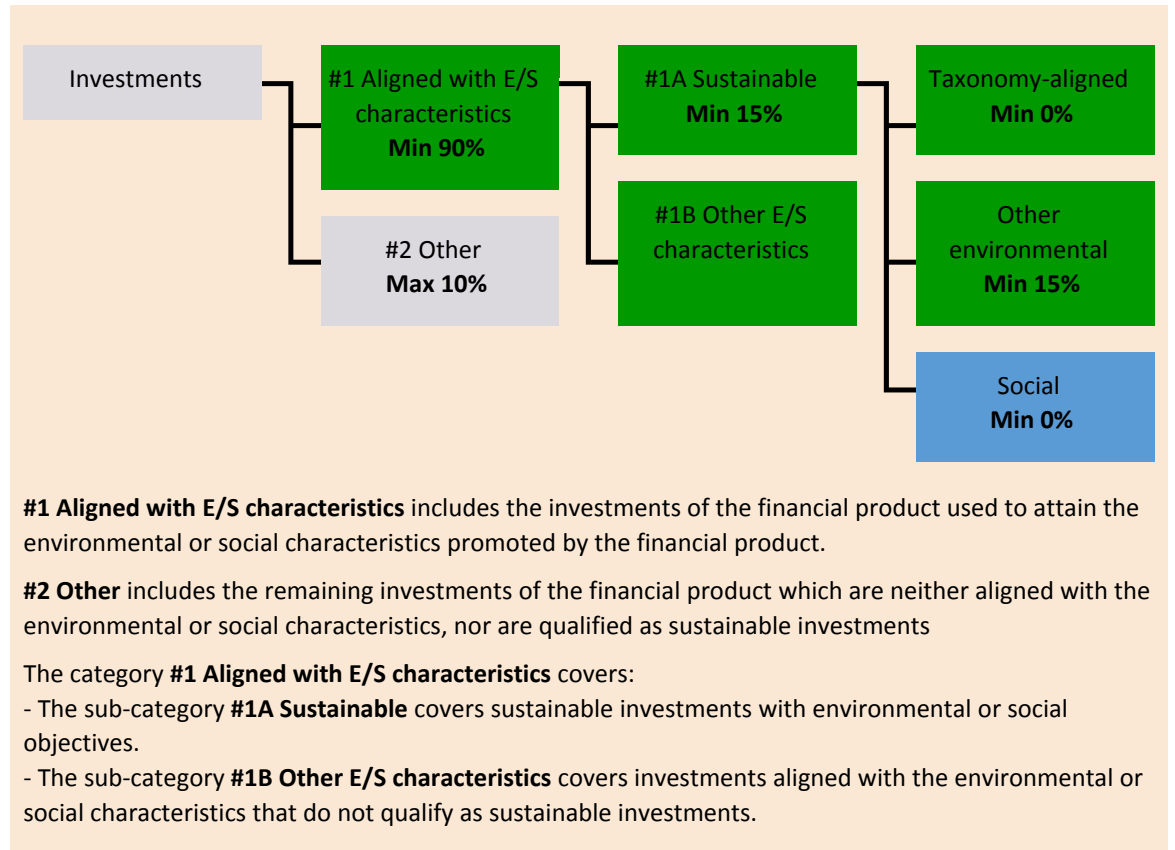 Investments
#1 Aligned with E/S
characteristics
Min 90%
#2 Other
Max 10%
#1A Sustainable
Min 15%
#1B Other E/S
characteristics
Taxonomy-aligned
Min 0%
Other
environmental
Min 15%
Social
Min 0%
#1 Aligned with E/S characteristics includes the investments of the financial product used to attain the
environmental or social characteristics promoted by the financial product.
#2 Other includes the remaining investments of the financial product which are neither aligned with the
environmental or social characteristics, nor are qualified as sustainable investments
The category #1 Aligned with E/S characteristics covers:
- The sub-category #1A Sustainable covers sustainable investments with environmental or social
objectives.
- The sub-category #1B Other E/S characteristics covers investments aligned with the environmental or
social characteristics that do not qualify as sustainable investments.